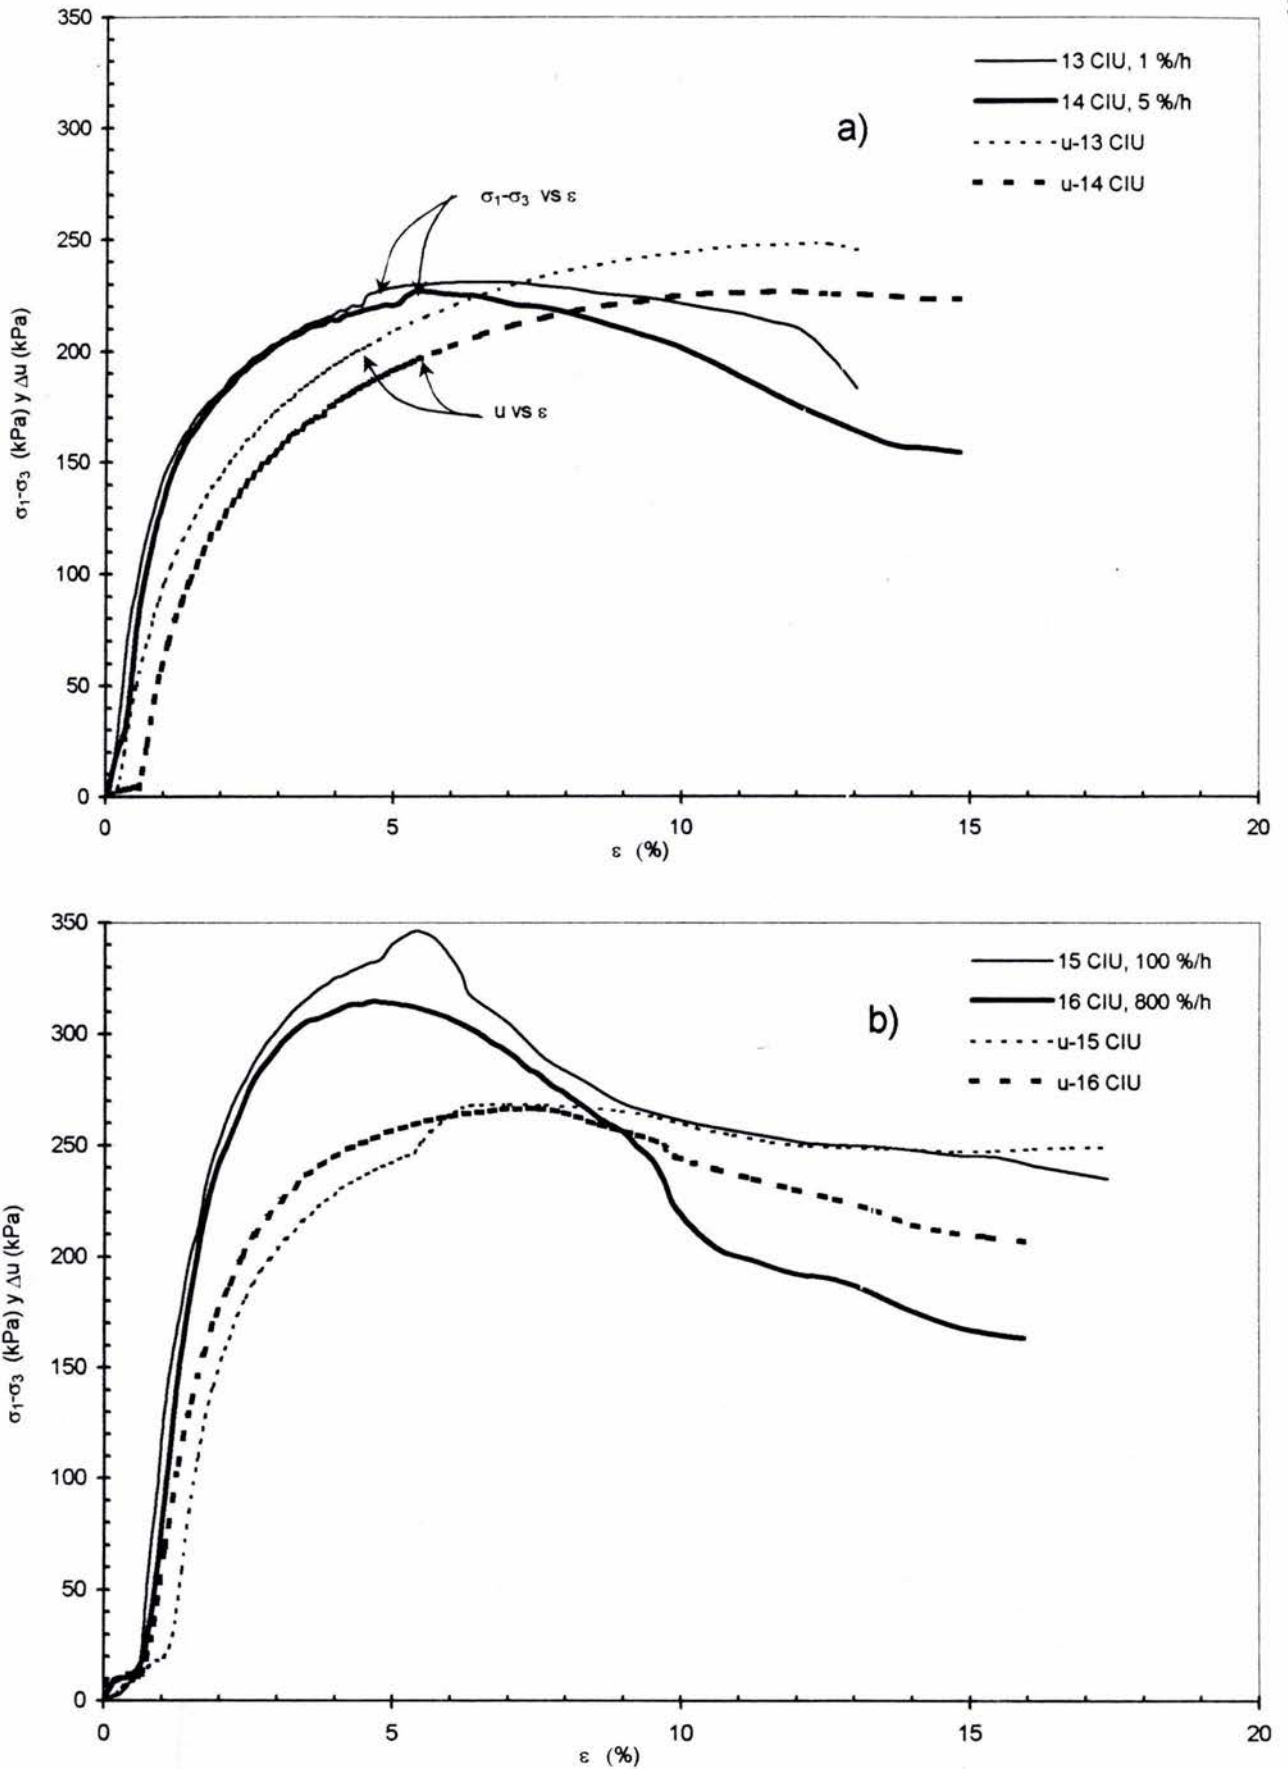 350
300
250
200
150
100
50
0
σ₁-σ₃ (kPa) y Δu (kPa)
0
5
10
15
20
ε (%)
a)
13 CIU, 1 %/h
14 CIU, 5 %/h
u-13 CIU
u-14 CIU
σ₁-σ₃ vs ε
u vs ε
350
300
250
200
150
100
50
0
σ₁-σ₃ (kPa) y Δu (kPa)
0
5
10
15
20
ε (%)
b)
15 CIU, 100 %/h
16 CIU, 800 %/h
u-15 CIU
u-16 CIU